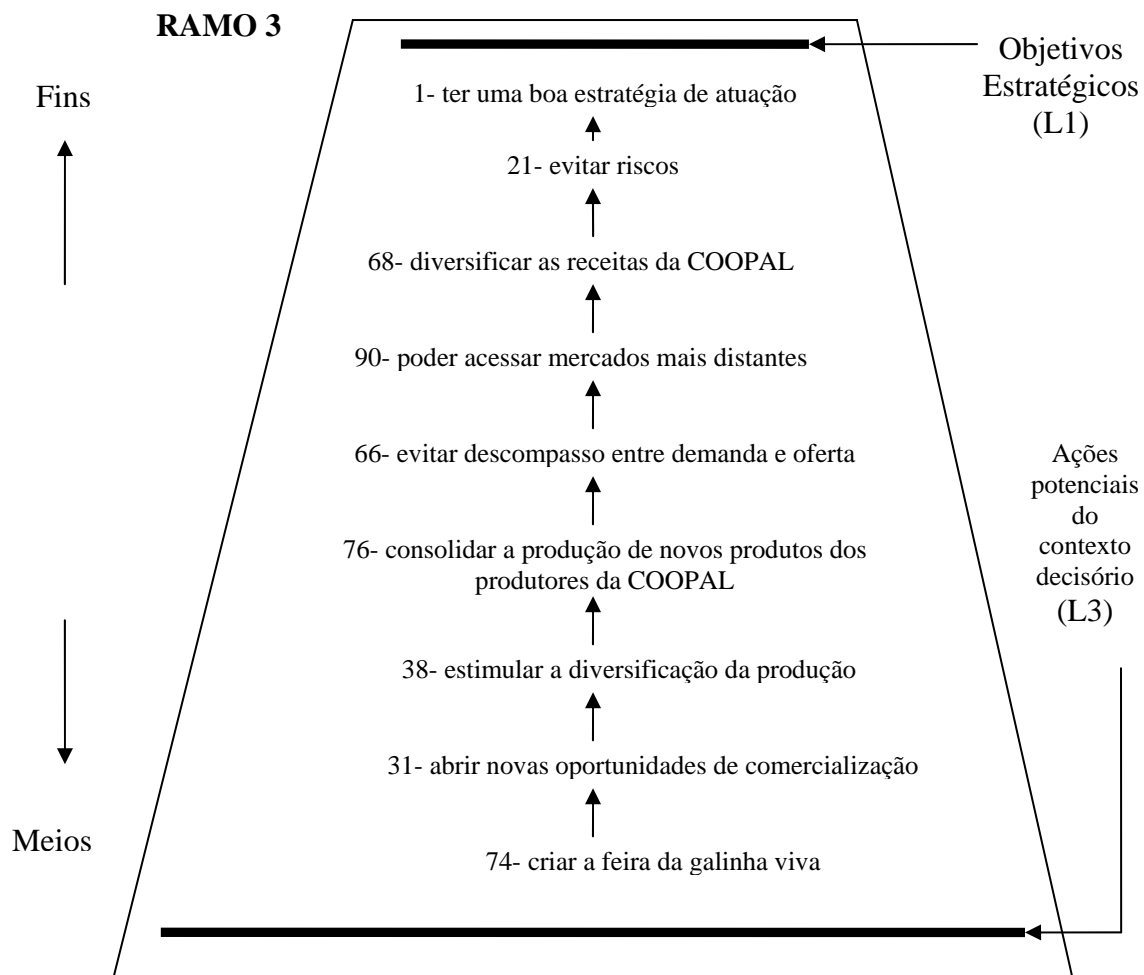 RAMO 3
Objetivos
Estratégicos
(L1)
Fins
1- ter uma boa estratégia de atuação
21- evitar riscos
68- diversificar as receitas da COOPAL
90- poder acessar mercados mais distantes
66- evitar descompasso entre demanda e oferta
Ações
potenciais
do
contexto
decisório
(L3)
76- consolidar a produção de novos produtos dos
produtores da COOPAL
38- estimular a diversificação da produção
31- abrir novas oportunidades de comercialização
Meios
74- criar a feira da galinha viva